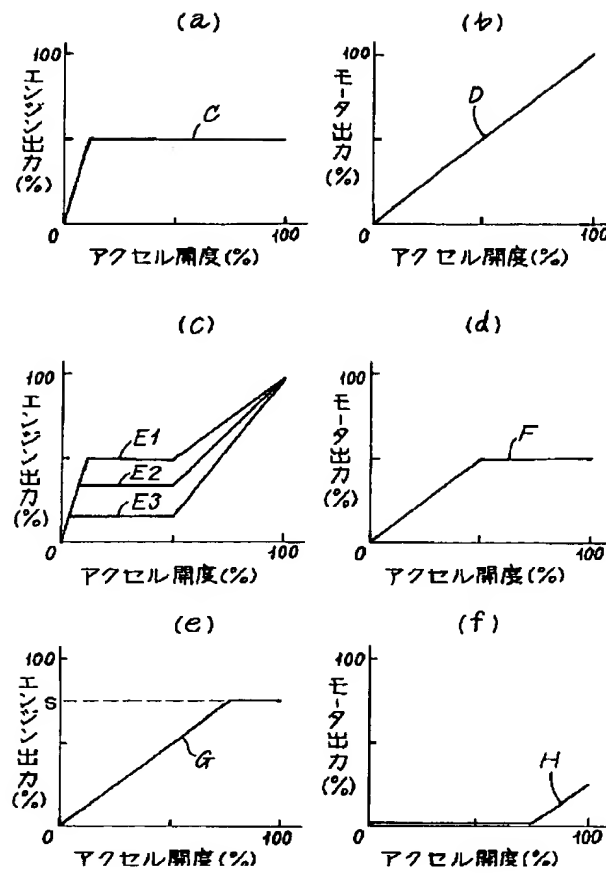 (a)
100
エンジン出力(%)
C
0
100
アクセル開度(%)
(b)
100
モータ出力(%)
D
0
100
アクセル開度(%)
(c)
100
エンジン出力(%)
E1
E2
E3
0
100
アクセル開度(%)
(d)
100
モータ出力(%)
F
0
100
アクセル開度(%)
(e)
100
エンジン出力(%)
S
G
0
100
アクセル開度(%)
(f)
100
モータ出力(%)
H
0
100
アクセル開度(%)